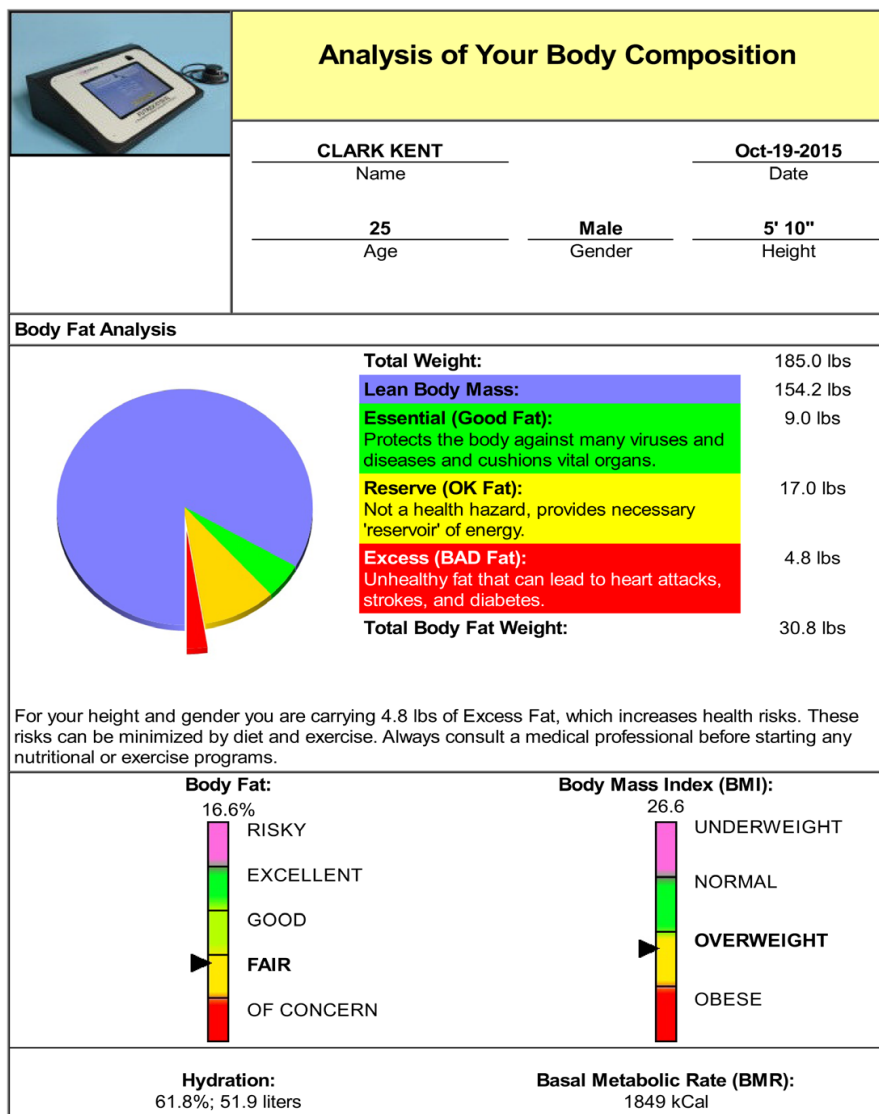 Analysis of Your Body Composition
CLARK KENT
Name
Oct-19-2015
Date
25
Age
Male
Gender
5' 10"
Height
Body Fat Analysis
Total Weight: 185.0 lbs
Lean Body Mass: 154.2 lbs
Essential (Good Fat): 9.0 lbs
Protects the body against many viruses and
diseases and cushions vital organs.
Reserve (OK Fat): 17.0 lbs
Not a health hazard, provides necessary
'reservoir' of energy.
Excess (BAD Fat): 4.8 lbs
Unhealthy fat that can lead to heart attacks,
strokes, and diabetes.
Total Body Fat Weight: 30.8 lbs
For your height and gender you are carrying 4.8 lbs of Excess Fat, which increases health risks. These
risks can be minimized by diet and exercise. Always consult a medical professional before starting any
nutritional or exercise programs.
Body Fat:
16.6%
RISKY
EXCELLENT
GOOD
FAIR
OF CONCERN
Body Mass Index (BMI):
26.6
UNDERWEIGHT
NORMAL
OVERWEIGHT
OBESE
Hydration:
61.8%; 51.9 liters
Basal Metabolic Rate (BMR):
1849 kCal